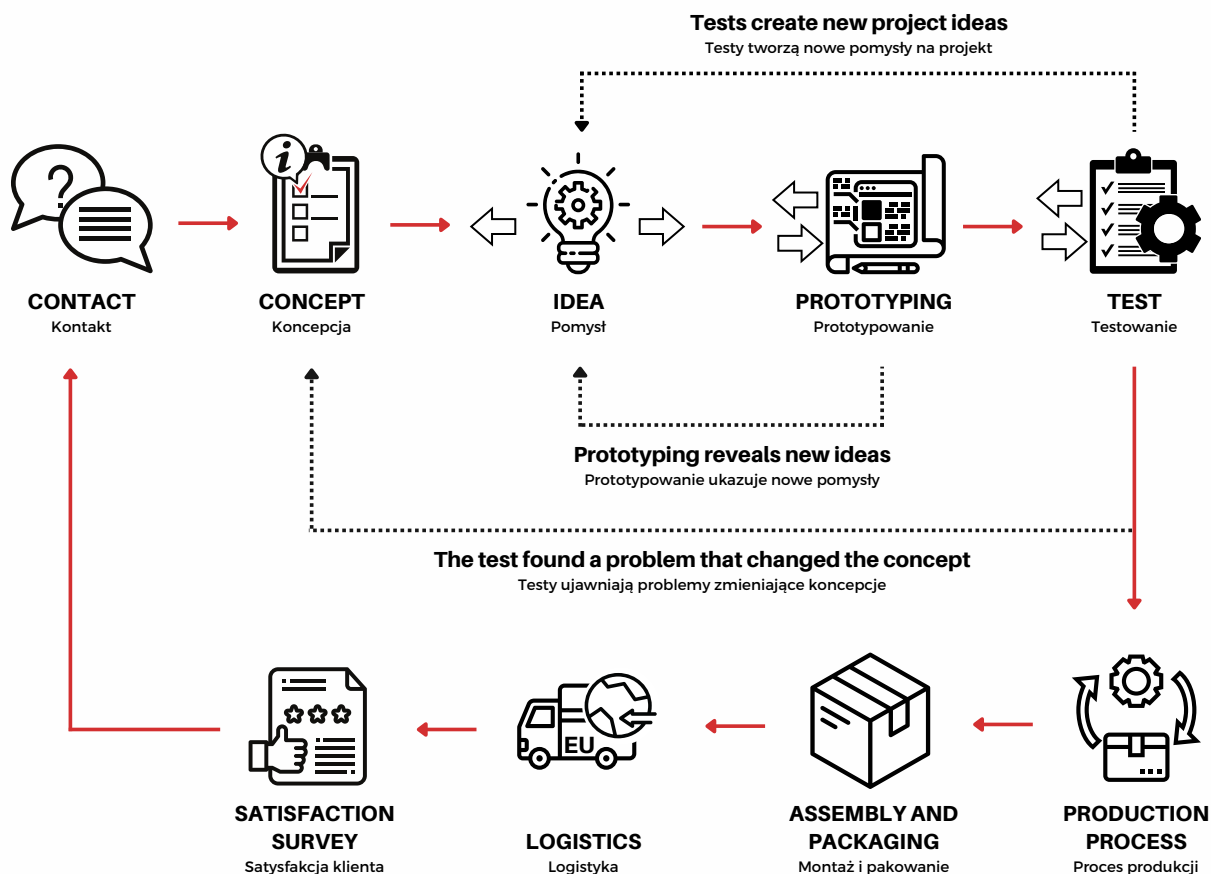 Tests create new project ideas
Testy tworzą nowe pomysły na projekt
?
i
CONTACT
Kontakt
CONCEPT
Koncepcja
IDEA
Pomysł
PROTOTYPING
Prototypowanie
TEST
Testowanie
Prototyping reveals new ideas
Prototypowanie ukazuje nowe pomysły
The test found a problem that changed the concept
Testy ujawniają problemy zmieniające koncepcje
EU
SATISFACTION
SURVEY
Satysfakcja klienta
LOGISTICS
Logistyka
ASSEMBLY AND
PACKAGING
Montaż i pakowanie
PRODUCTION
PROCESS
Proces produkcji